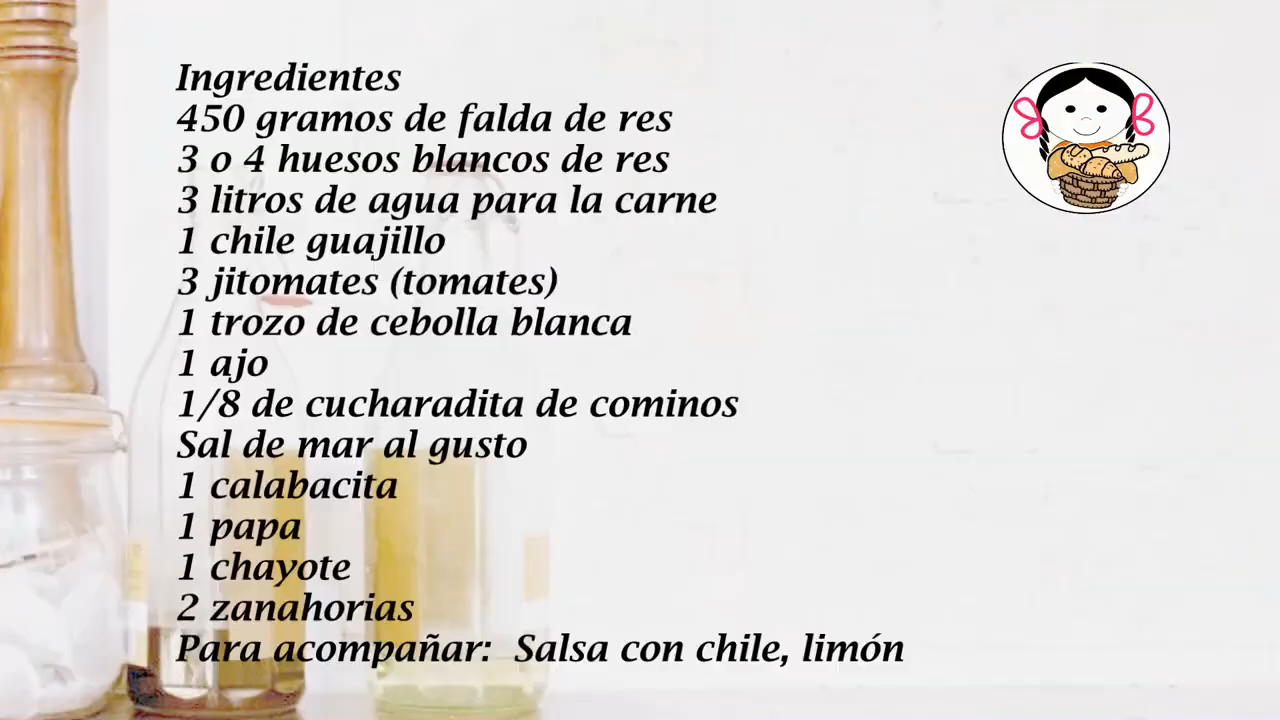 Ingredientes
450 gramos de falda de res
3 o 4 huesos blancos de res
3 litros de agua para la carne
1 chile guajillo
3 jitomates (tomates)
1 trozo de cebolla blanca
1 ajo
1/8 de cucharadita de cominos
Sal de mar al gusto
1 calabacita
1 papa
1 chayote
2 zanahorias
Para acompañar:  Salsa con chile, limón